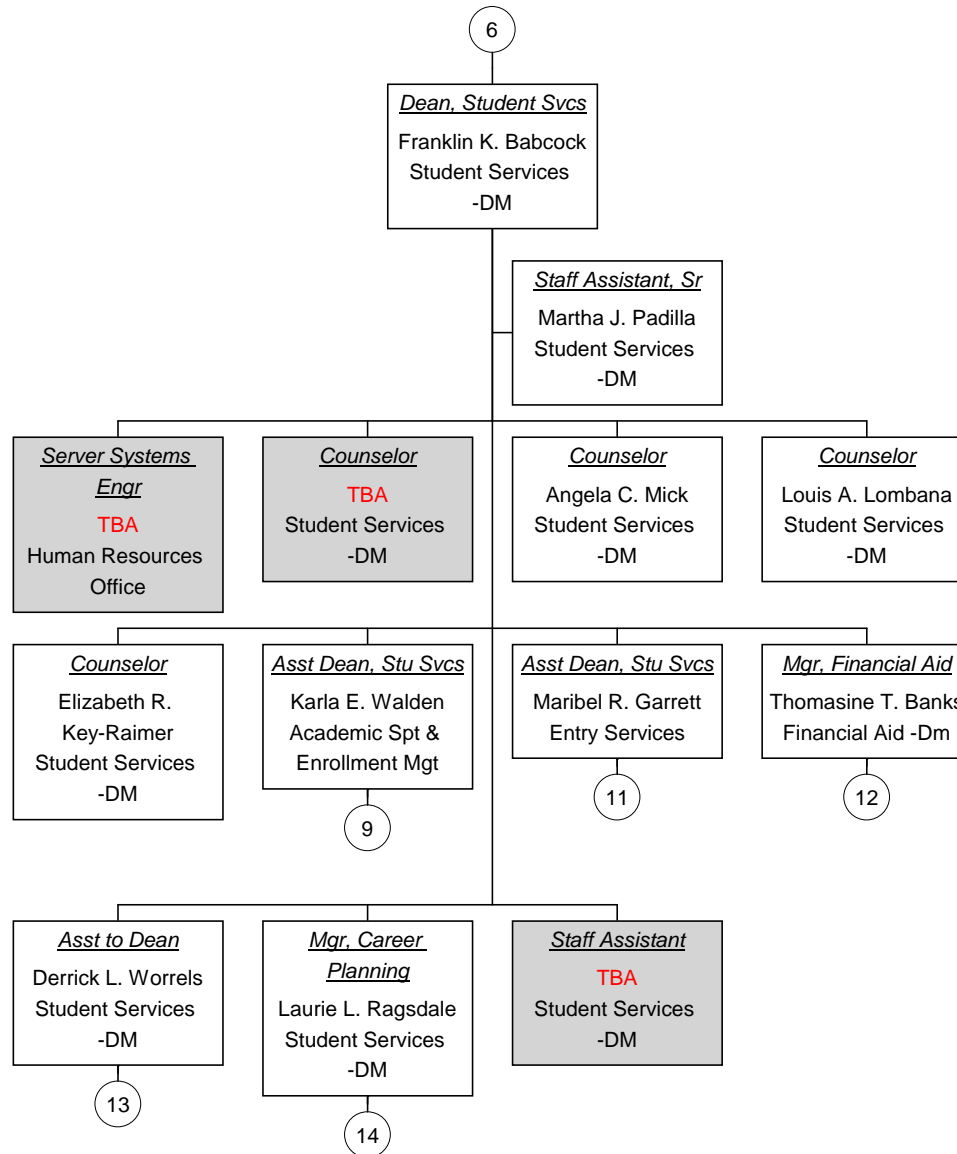 6
Dean, Student Svcs
Franklin K. Babcock
Student Services
-DM
Staff Assistant, Sr
Martha J. Padilla
Student Services
-DM
Server Systems
Engr
TBA
Human Resources
Office
Counselor
TBA
Student Services
-DM
Counselor
Angela C. Mick
Student Services
-DM
Counselor
Louis A. Lombana
Student Services
-DM
Counselor
Elizabeth R.
Key-Raimer
Student Services
-DM
Asst Dean, Stu Svcs
Karla E. Walden
Academic Spt &
Enrollment Mgt
9
Asst Dean, Stu Svcs
Maribel R. Garrett
Entry Services
11
Mgr, Financial Aid
Thomasine T. Banks
Financial Aid -Dm
12
Asst to Dean
Derrick L. Worrels
Student Services
-DM
13
Mgr, Career
Planning
Laurie L. Ragsdale
Student Services
-DM
14
Staff Assistant
TBA
Student Services
-DM